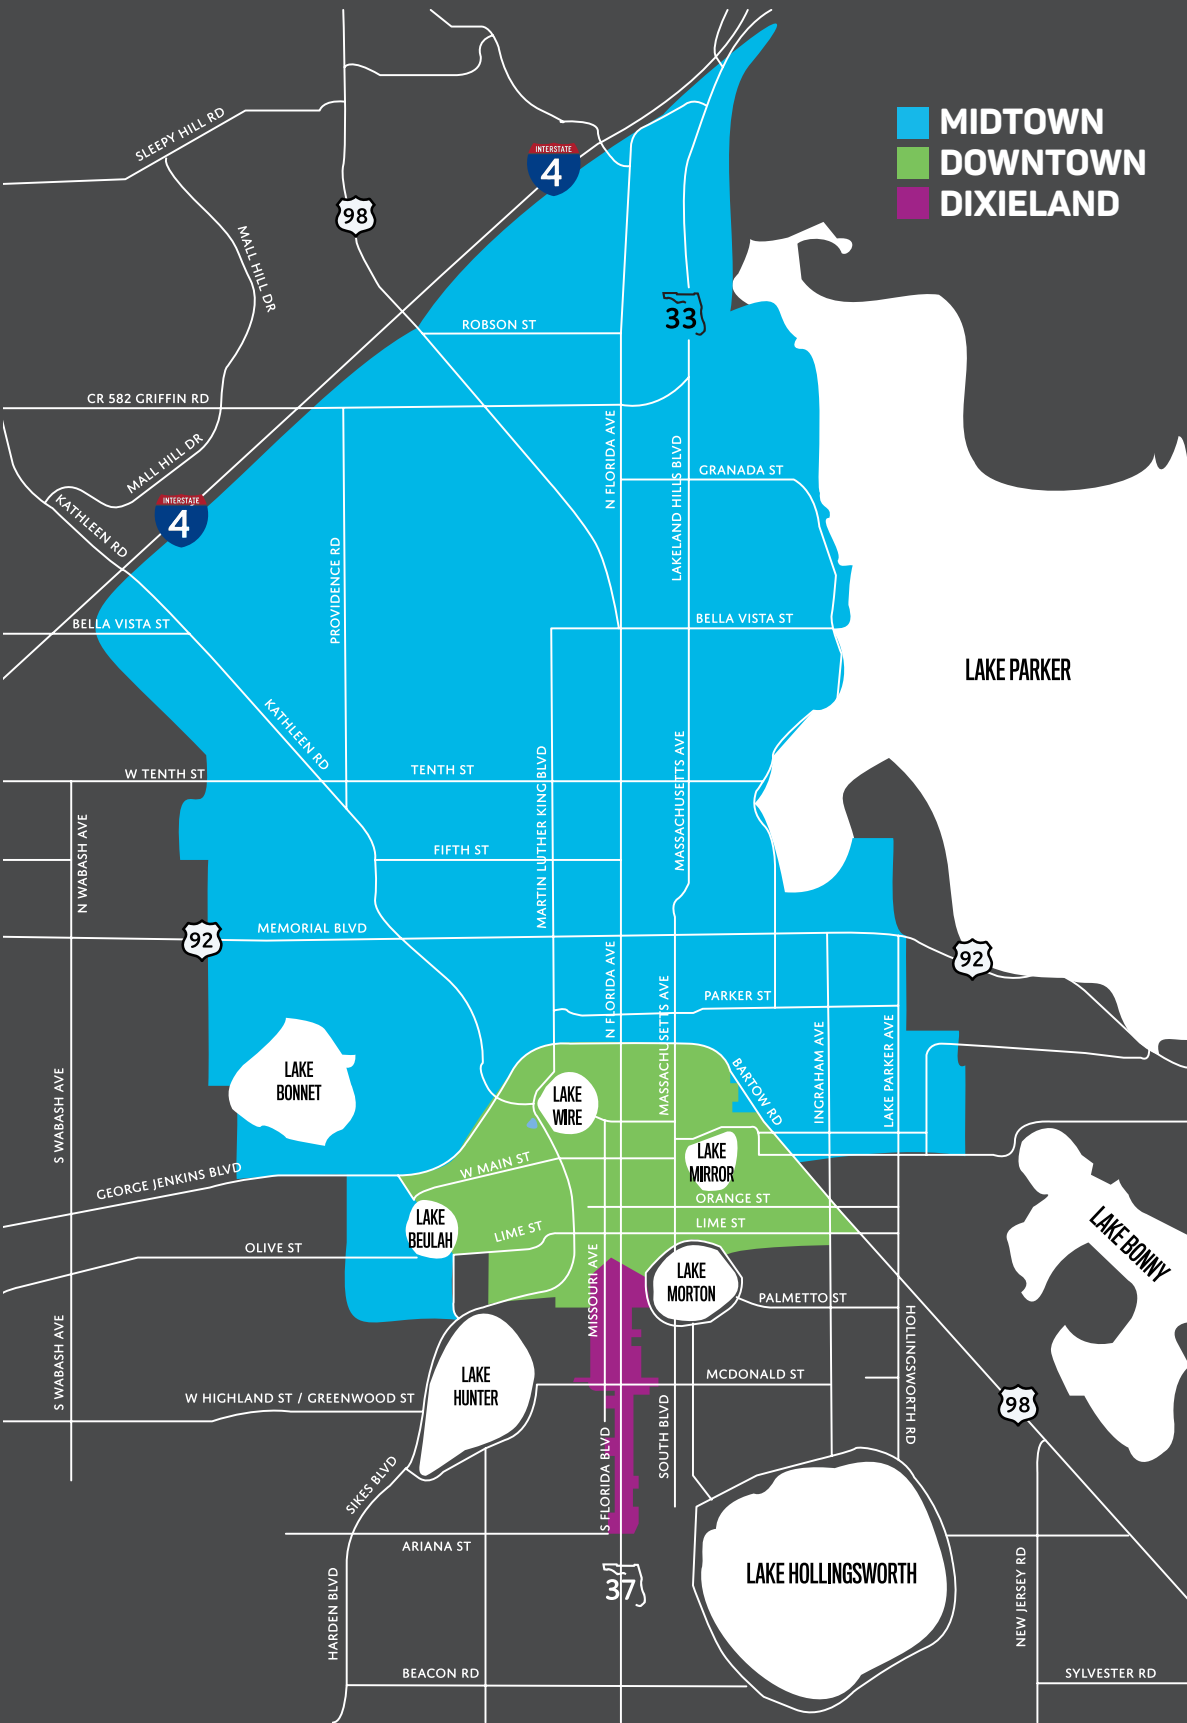 MIDTOWN
DOWNTOWN
DIXIELAND
SLEEPY HILL RD
INTERSTATE
4
98
MALL HILL DR
33
ROBSON ST
CR 582 GRIFFIN RD
N FLORIDA AVE
LAKELAND HILLS BLVD
GRANADA ST
MALL HILL DR
KATHLEEN RD
INTERSTATE
4
PROVIDENCE RD
BELLA VISTA ST
BELLA VISTA ST
LAKE PARKER
KATHLEEN RD
W TENTH ST
TENTH ST
MARTIN LUTHER KING BLVD
MASSACHUSETTS AVE
N WABASH AVE
FIFTH ST
92
MEMORIAL BLVD
N FLORIDA AVE
92
MASSACHUSETTS AVE
PARKER ST
INGRAHAM AVE
LAKE PARKER AVE
S WABASH AVE
LAKE
BONNET
LAKE
WIRE
BARTOW RD
LAKE
MIRROR
GEORGE JENKINS BLVD
W MAIN ST
ORANGE ST
LAKE
BEULAH
LIME ST
LIME ST
LAKE BONNY
OLIVE ST
MISSOURI AVE
LAKE
MORTON
PALMETTO ST
S WABASH AVE
HOLLINGSWORTH RD
LAKE
HUNTER
MCDONALD ST
W HIGHLAND ST / GREENWOOD ST
98
SOUTH BLVD
S FLORIDA BLVD
SIKES BLVD
ARIANA ST
37
LAKE HOLLINGSWORTH
HARDEN BLVD
NEW JERSEY RD
BEACON RD
SYLVESTER RD